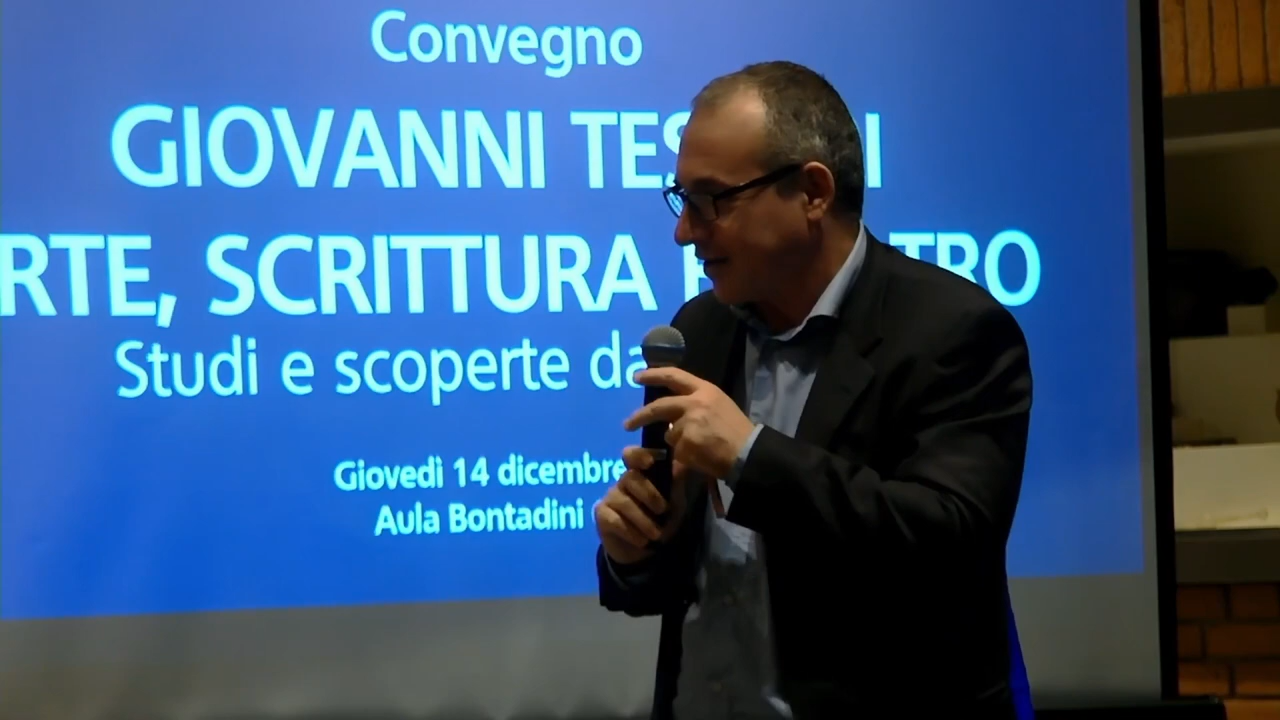 Convegno
GIOVANNI TES I
RTE, SCRITTURA TRO
Studi e scoperte da
Giovedì 14 dicembre
Aula Bontadini